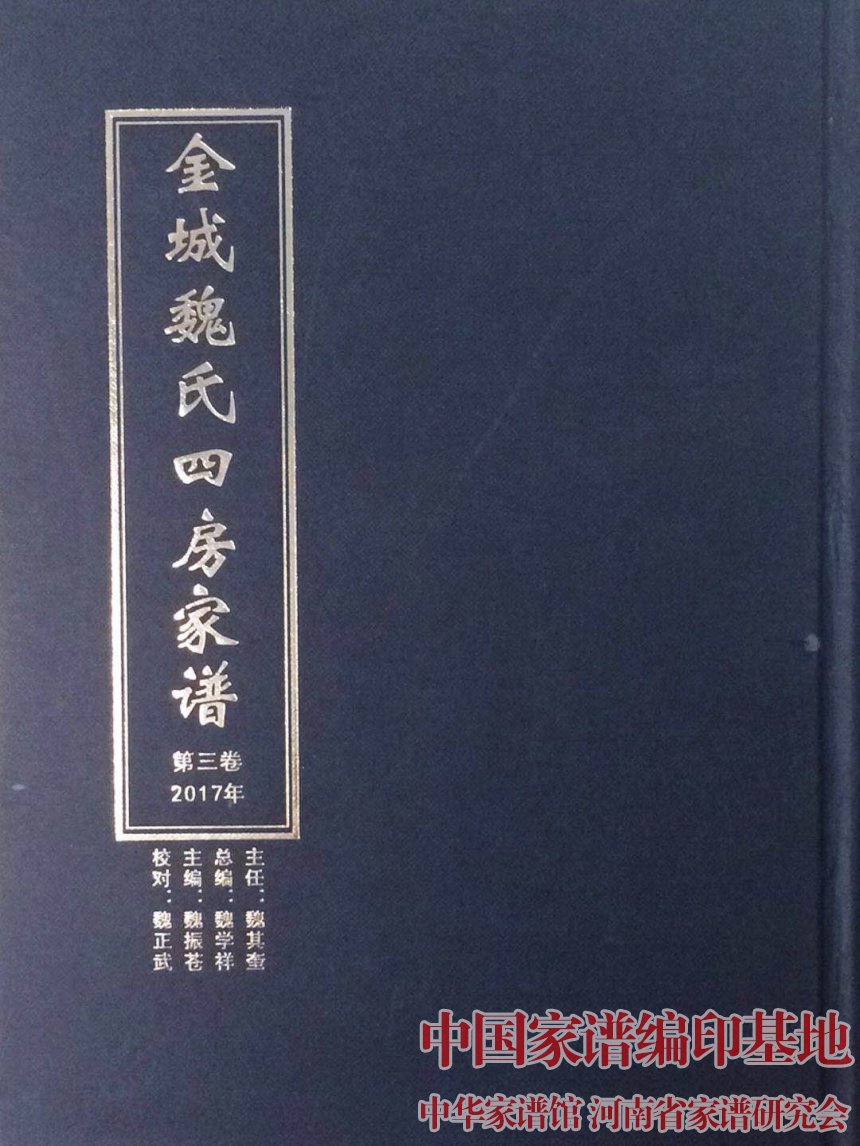 金城魏氏四房家谱
第三卷
2017年
主任：魏其奎
总编：魏学祥
主编：魏振苍
校对：魏正武
中国家谱编印基地
中华家谱馆 河南省家谱研究会